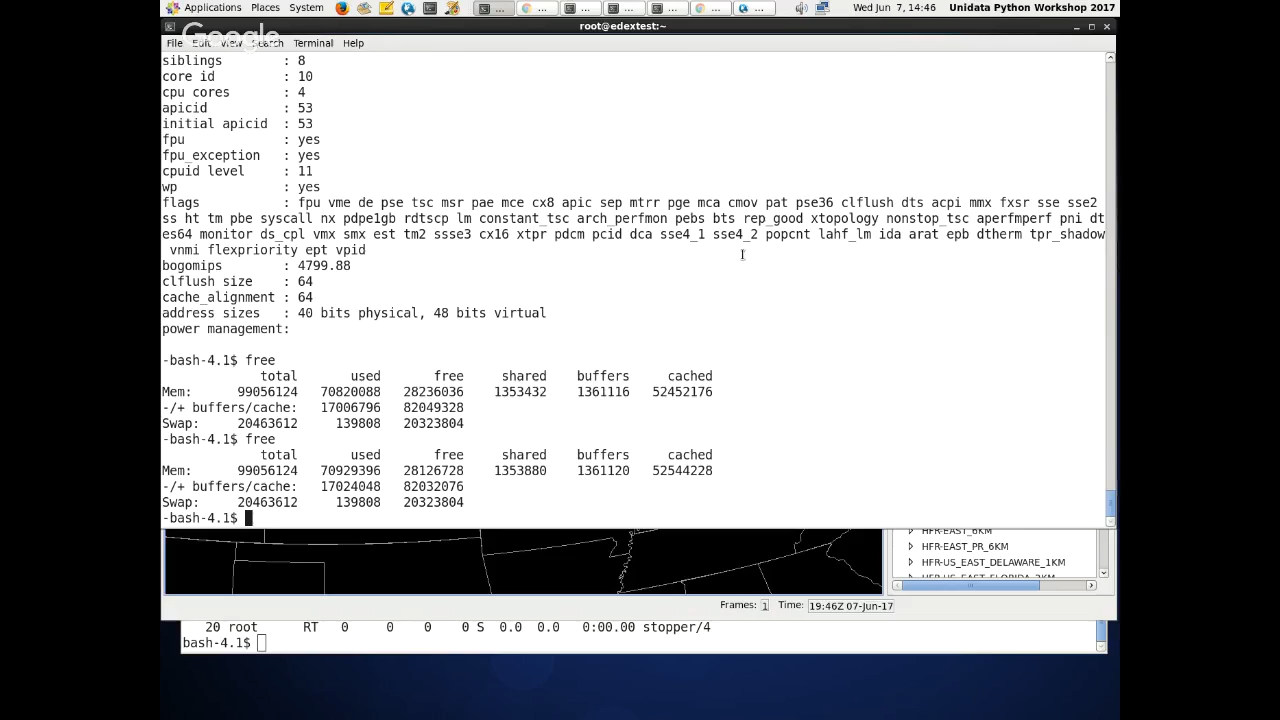 Applications Places System
Wed Jun 7, 14:46 Unidata Python Workshop 2017
root@edextest:~
Google
File Edit View Search Terminal Help
siblings : 8
core id : 10
cpu cores : 4
apicid : 53
initial apicid : 53
fpu : yes
fpu_exception : yes
cpuid level : 11
wp : yes
flags : fpu vme de pse tsc msr pae mce cx8 apic sep mtrr pge mca cmov pat pse36 clflush dts acpi mmx fxsr sse sse2
ss ht tm pbe syscall nx pdpe1gb rdtscp lm constant_tsc arch_perfmon pebs bts rep_good xtopology nonstop_tsc aperfmperf pni dt
es64 monitor ds_cpl vmx smx est tm2 ssse3 cx16 xtpr pdcm pcid dca sse4_1 sse4_2 popcnt lahf_lm ida arat epb dtherm tpr_shadow
vnmi flexpriority ept vpid
bogomips : 4799.88
clflush size : 64
cache_alignment : 64
address sizes : 40 bits physical, 48 bits virtual
power management:
-bash-4.1$ free
total used free shared buffers cached
Mem: 99056124 70820088 28236036 1353432 1361116 52452176
-/+ buffers/cache: 17006796 82049328
Swap: 20463612 139808 20323804
-bash-4.1$ free
total used free shared buffers cached
Mem: 99056124 70929396 28126728 1353880 1361120 52544228
-/+ buffers/cache: 17024048 82032076
Swap: 20463612 139808 20323804
-bash-4.1$
HFR-EAST_6KM
HFR-EAST_PR_6KM
HFR-US_EAST_DELAWARE_1KM
HFR-US_EAST_FLORIDA_2KM
Frames: 1 Time: 19:46Z 07-Jun-17
20 root RT 0 0 0 0 S 0.0 0.0 0:00.00 stopper/4
bash-4.1$